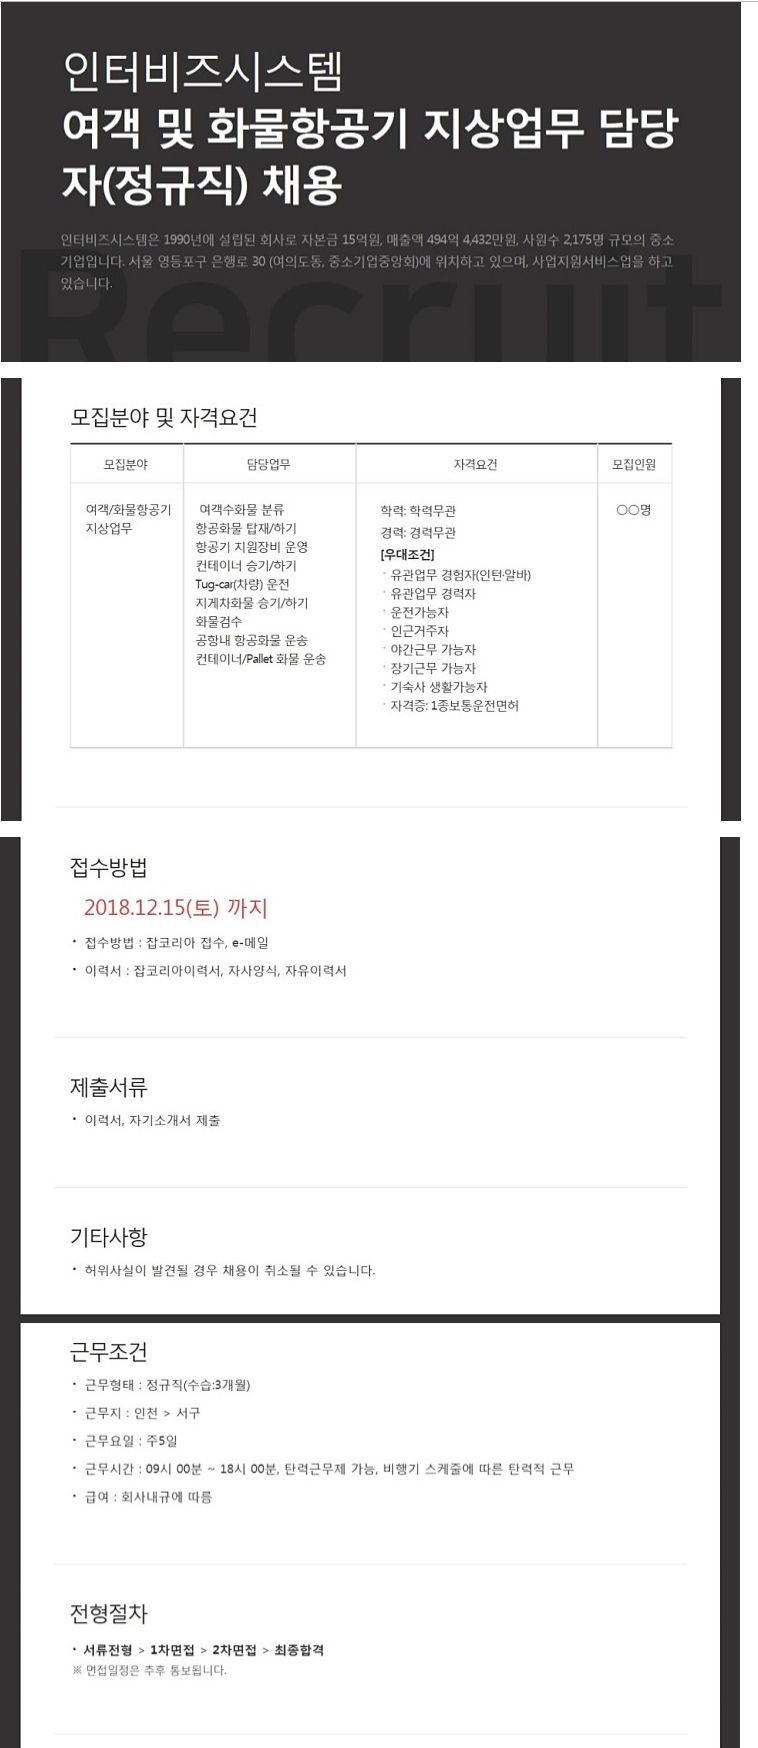 인터비즈시스템
여객 및 화물항공기 지상업무 담당
자(정규직) 채용
인터비즈시스템은 1990년에 설립된 회사로 자본금 15억원, 매출액 494억 4,432만원, 사원수 2,175명 규모의 중소
기업입니다. 서울 영등포구 은행로 30 (여의도동, 중소기업중앙회)에 위치하고 있으며, 사업지원서비스업을 하고
있습니다.
Recruit
모집분야 및 자격요건
모집분야 담당업무 자격요건 모집인원
여객/화물항공기
지상업무
여객수화물 분류
항공화물 탑재/하기
항공기 지원장비 운영
컨테이너 승기/하기
Tug-car(차량) 운전
지게차화물 승기/하기
화물검수
공항내 항공화물 운송
컨테이너/Pallet 화물 운송
학력: 학력무관
경력: 경력무관
[우대조건]
· 유관업무 경험자(인턴·알바)
· 유관업무 경력자
· 운전가능자
· 인근거주자
· 야간근무 가능자
· 장기근무 가능자
· 기숙사 생활가능자
· 자격증: 1종보통운전면허
○○명
접수방법
2018.12.15(토) 까지
• 접수방법 : 잡코리아 접수, e-메일
• 이력서 : 잡코리아이력서, 자사양식, 자유이력서
제출서류
• 이력서, 자기소개서 제출
기타사항
• 허위사실이 발견될 경우 채용이 취소될 수 있습니다.
근무조건
• 근무형태 : 정규직(수습:3개월)
• 근무지 : 인천 > 서구
• 근무요일 : 주5일
• 근무시간 : 09시 00분 ~ 18시 00분, 탄력근무제 가능, 비행기 스케줄에 따른 탄력적 근무
• 급여 : 회사내규에 따름
전형절차
• 서류전형 > 1차면접 > 2차면접 > 최종합격
※ 면접일정은 추후 통보됩니다.